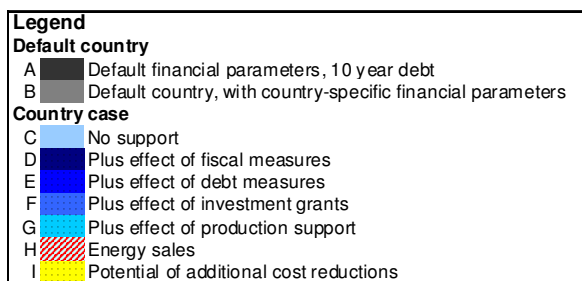 Legend
Default country
A Default financial parameters, 10 year debt
B Default country, with country-specific financial parameters
Country case
C No support
D Plus effect of fiscal measures
E Plus effect of debt measures
F Plus effect of investment grants
G Plus effect of production support
H Energy sales
I Potential of additional cost reductions